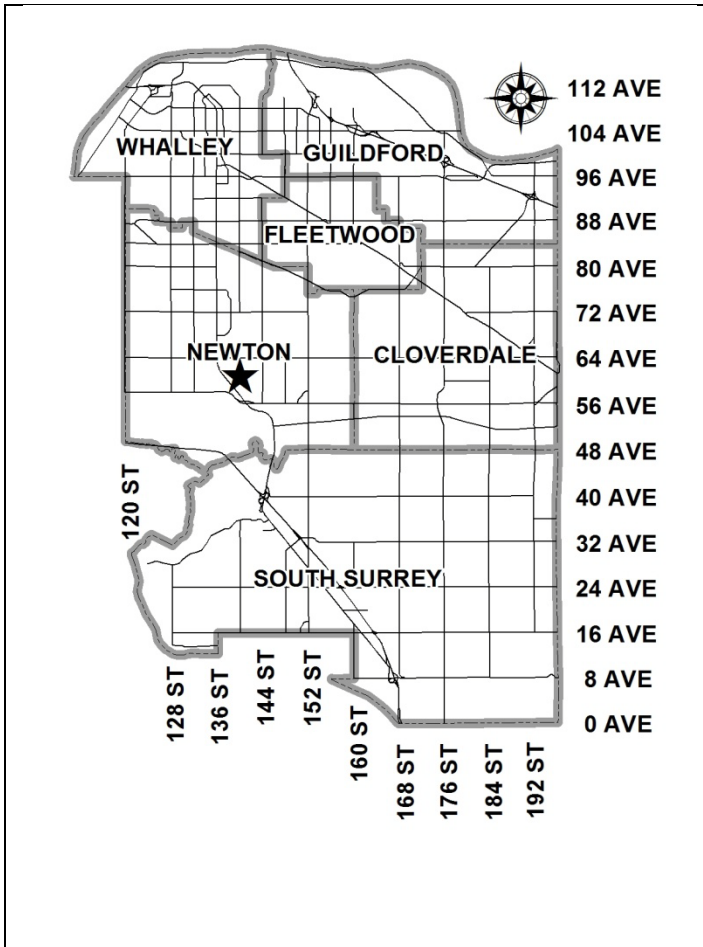 112 AVE
104 AVE
WHALLEY
GUILDFORD
96 AVE
88 AVE
FLEETWOOD
80 AVE
72 AVE
NEWTON
CLOVERDALE
64 AVE
56 AVE
48 AVE
120 ST
40 AVE
32 AVE
SOUTH SURREY
24 AVE
16 AVE
8 AVE
0 AVE
128 ST
136 ST
144 ST
152 ST
160 ST
168 ST
176 ST
184 ST
192 ST